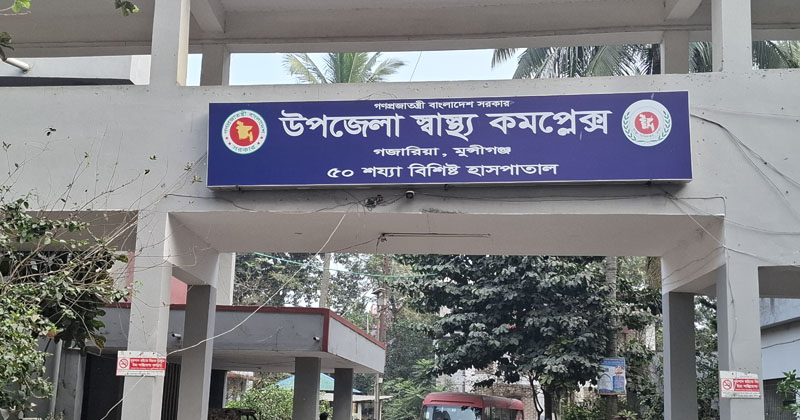 গণপ্রজাতন্ত্রী বাংলাদেশ সরকার
উপজেলা স্বাস্থ্য কমপ্লেক্স
গজারিয়া, মুন্সীগঞ্জ
৫০ শয্যা বিশিষ্ট হাসপাতাল